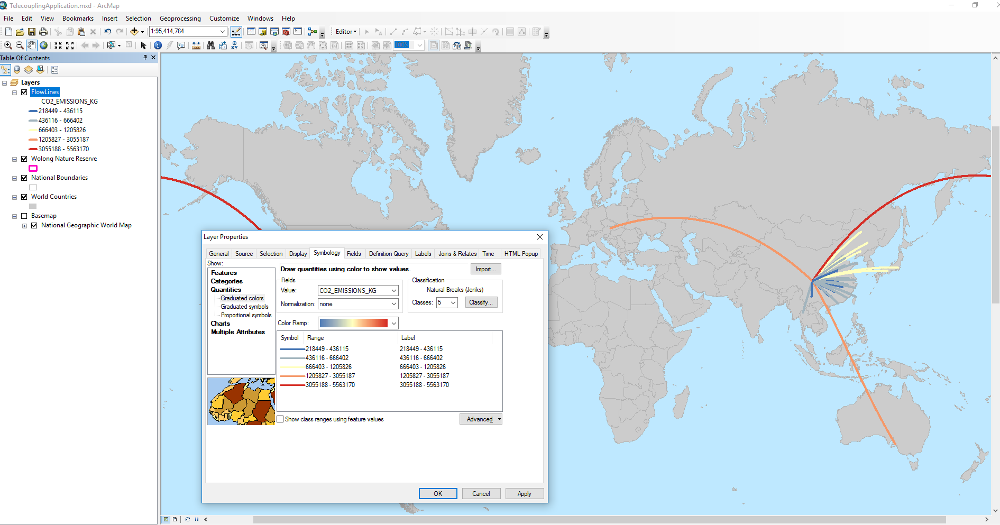 TelecouplingApplication.mxd - ArcMap
File Edit View Bookmarks Insert Selection Geoprocessing Customize Windows Help
1:95,414,764 Editor
XY 100%
Table Of Contents
Layers
FlowLines
CO2_EMISSIONS_KG
218449 - 436115
436116 - 666402
666403 - 1205826
1205827 - 3055187
3055188 - 5563170
Wolong Nature Reserve
National Boundaries
World Countries
Basemap
National Geographic World Map
Layer Properties
General Source Selection Display Symbology Fields Definition Query Labels Joins & Relates Time HTML Popup
Show:
Features
Categories
Quantities
Graduated colors
Graduated symbols
Proportional symbols
Charts
Multiple Attributes
Draw quantities using color to show values.
Import...
Fields
Value: CO2_EMISSIONS_KG
Normalization: none
Classification
Natural Breaks (Jenks)
Classes: 5 Classify...
Color Ramp:
Symbol Range Label
218449 - 436115 218449 - 436115
436116 - 666402 436116 - 666402
666403 - 1205826 666403 - 1205826
1205827 - 3055187 1205827 - 3055187
3055188 - 5563170 3055188 - 5563170
Show class ranges using feature values
Advanced
OK Cancel Apply